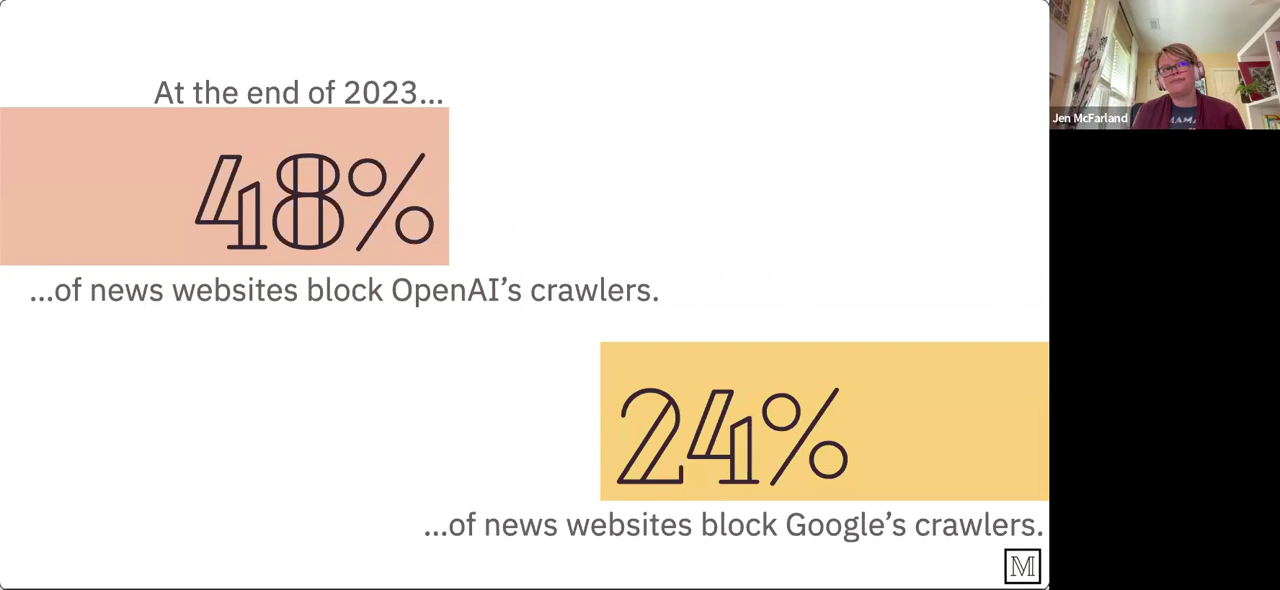 At the end of 2023...
48%
...of news websites block OpenAI's crawlers.
24%
...of news websites block Google's crawlers.
M
Jen McFarland
MAMA